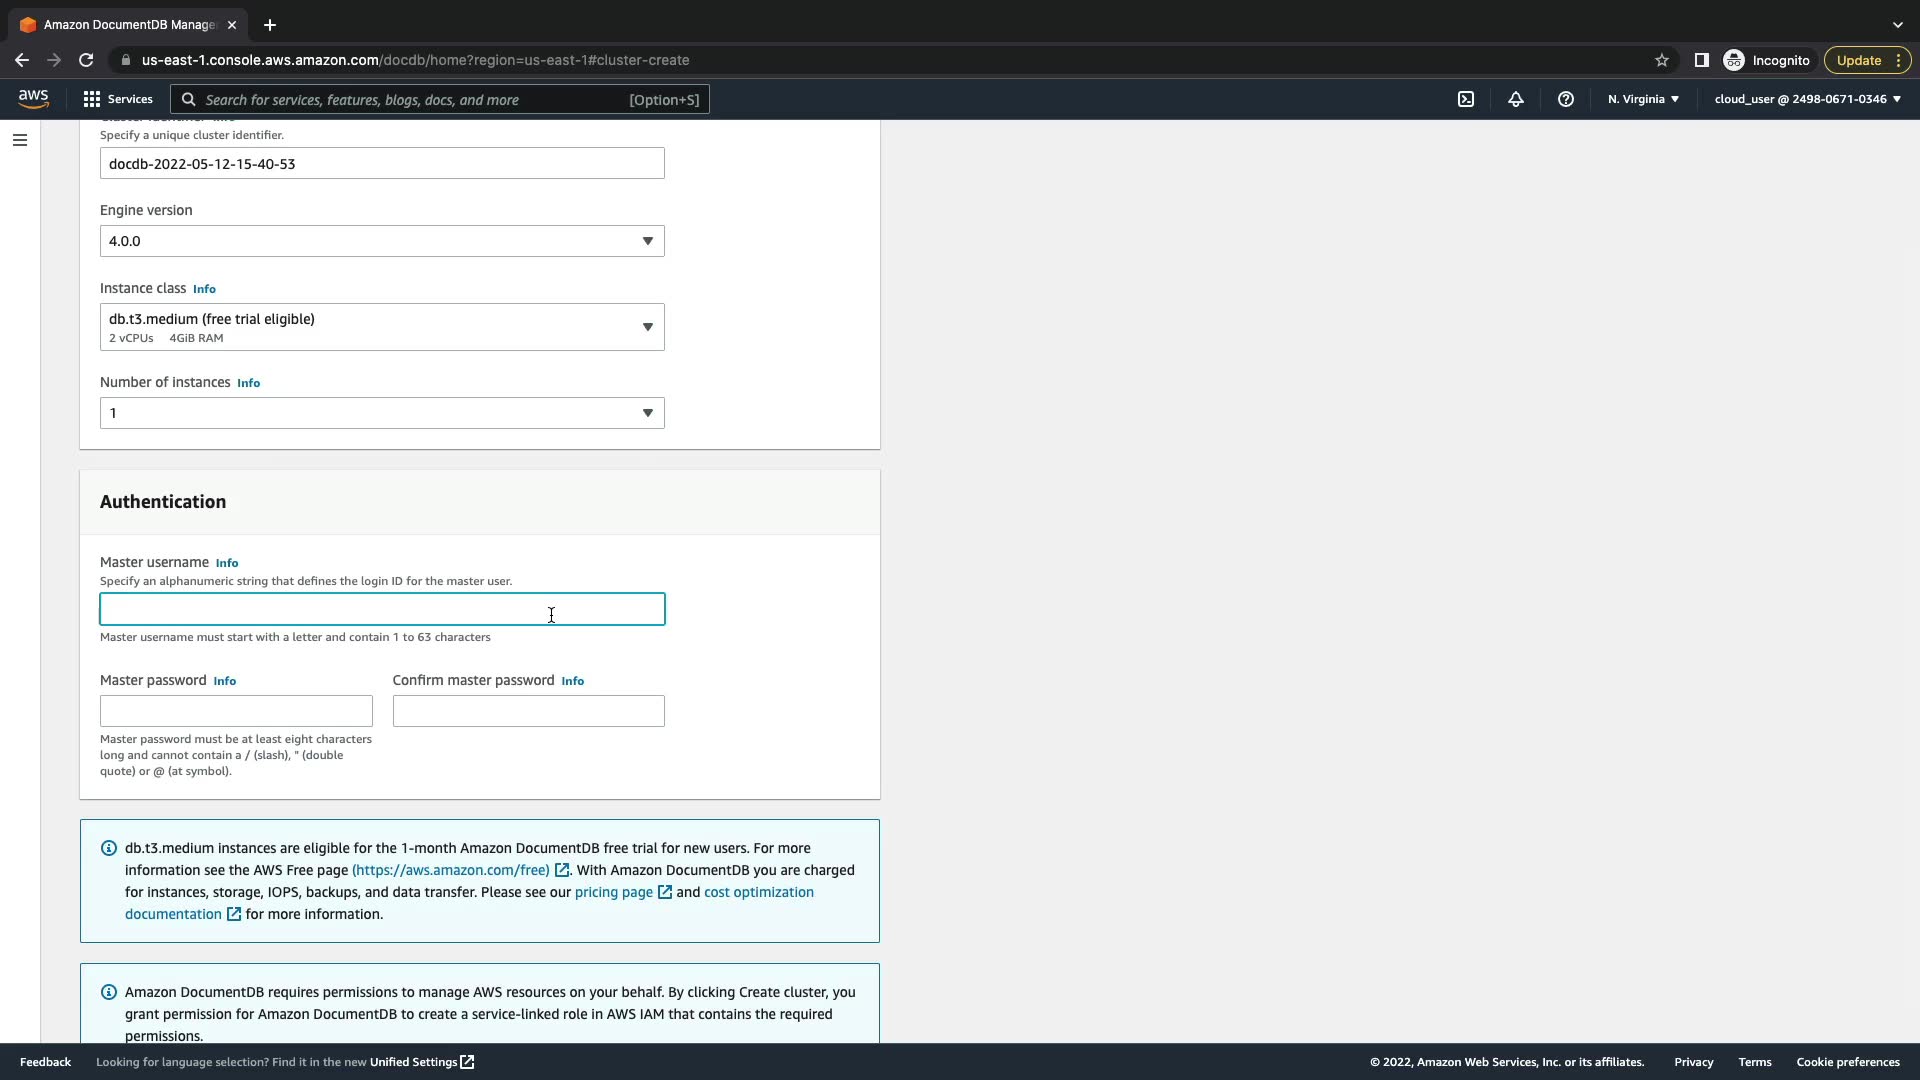 Amazon DocumentDB Manage
us-east-1.console.aws.amazon.com/docdb/home?region=us-east-1#cluster-create
Incognito
Update
aws
Services
Search for services, features, blogs, docs, and more
[Option+S]
N. Virginia
cloud_user @ 2498-0671-0346
Specify a unique cluster identifier.
docdb-2022-05-12-15-40-53
Engine version
4.0.0
Instance class Info
db.t3.medium (free trial eligible)
2 vCPUs 4GiB RAM
Number of instances Info
1
Authentication
Master username Info
Specify an alphanumeric string that defines the login ID for the master user.
Master username must start with a letter and contain 1 to 63 characters
Master password Info
Confirm master password Info
Master password must be at least eight characters
long and cannot contain a / (slash), " (double
quote) or @ (at symbol).
db.t3.medium instances are eligible for the 1-month Amazon DocumentDB free trial for new users. For more
information see the AWS Free page (https://aws.amazon.com/free). With Amazon DocumentDB you are charged
for instances, storage, IOPS, backups, and data transfer. Please see our pricing page and cost optimization
documentation for more information.
Amazon DocumentDB requires permissions to manage AWS resources on your behalf. By clicking Create cluster, you
grant permission for Amazon DocumentDB to create a service-linked role in AWS IAM that contains the required
permissions.
Feedback
Looking for language selection? Find it in the new Unified Settings
© 2022, Amazon Web Services, Inc. or its affiliates.
Privacy
Terms
Cookie preferences